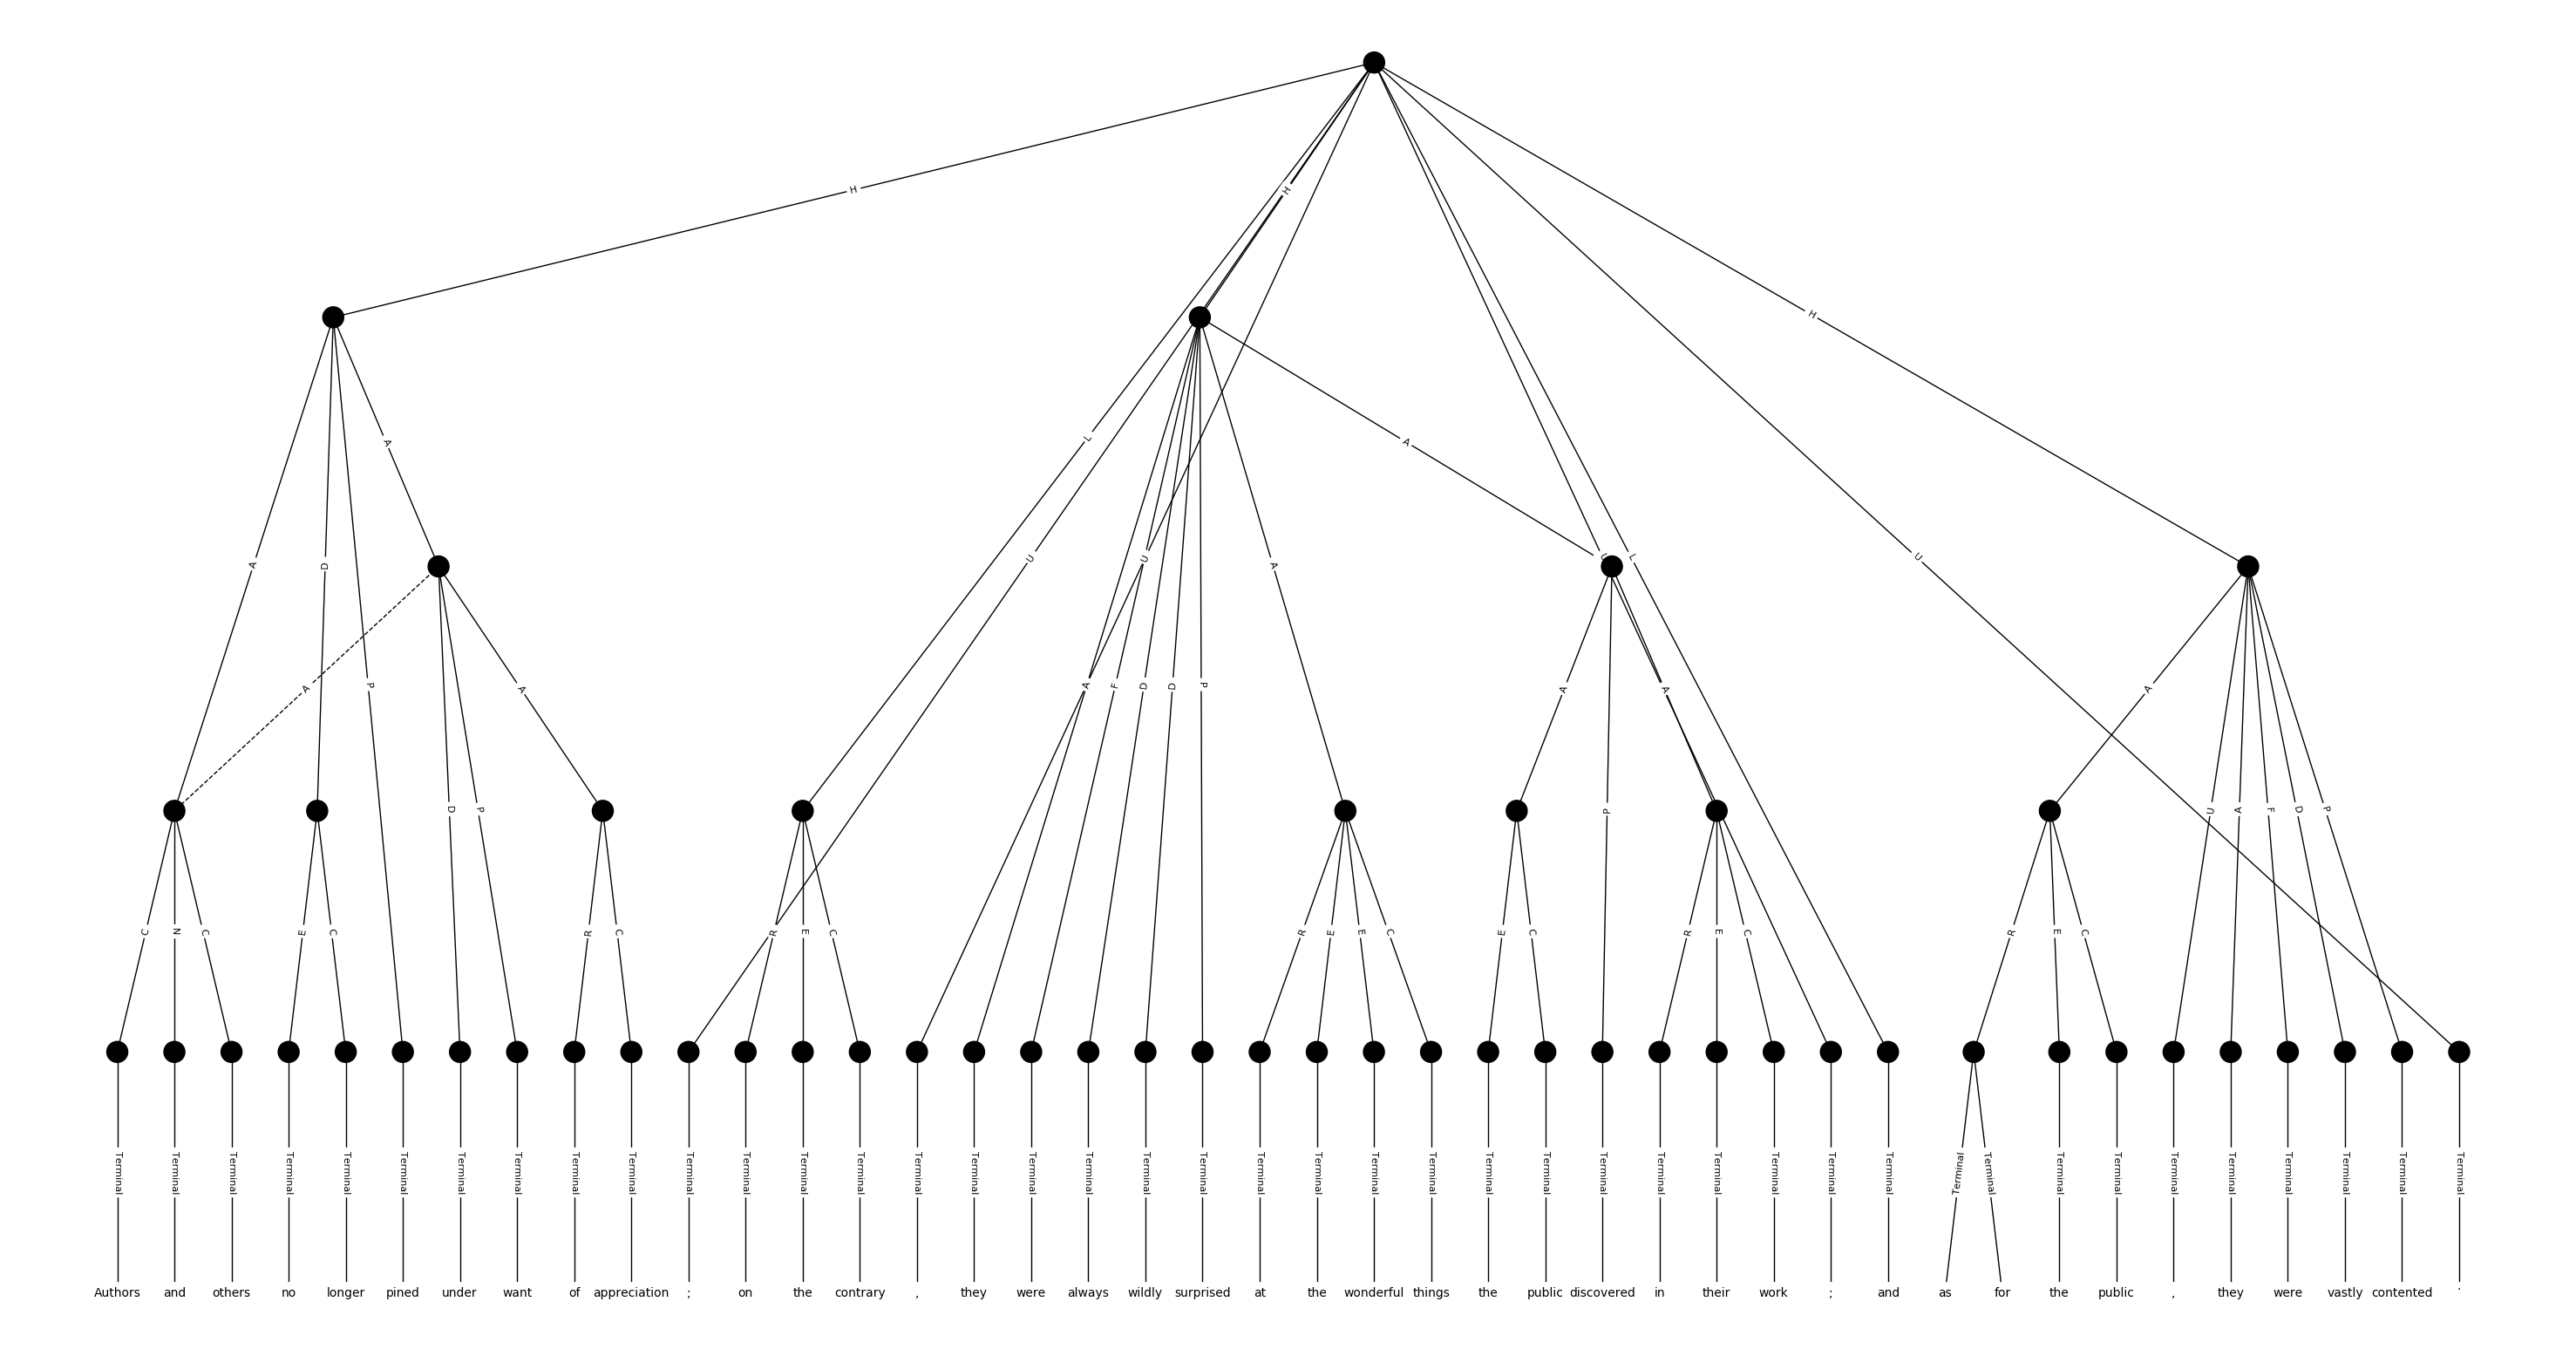 H
H
H
A
L
A
U
U
A
D
U
A
U
L
A
P
A
A
F
D
D
P
A
A
A
D
P
P
U
A
F
D
P
C
N
C
E
C
R
C
R
E
C
R
E
E
C
E
C
R
E
C
R
E
C
Terminal Terminal Terminal Terminal Terminal Terminal Terminal Terminal Terminal Terminal Terminal Terminal Terminal Terminal Terminal Terminal Terminal Terminal Terminal Terminal Terminal Terminal Terminal Terminal Terminal Terminal Terminal Terminal Terminal Terminal Terminal Terminal Terminal Terminal Terminal Terminal Terminal Terminal Terminal Terminal Terminal Terminal
Authors and others no longer pined under want of appreciation ; on the contrary , they were always wildly surprised at the wonderful things the public discovered in their work ; and as for the public , they were vastly contented .